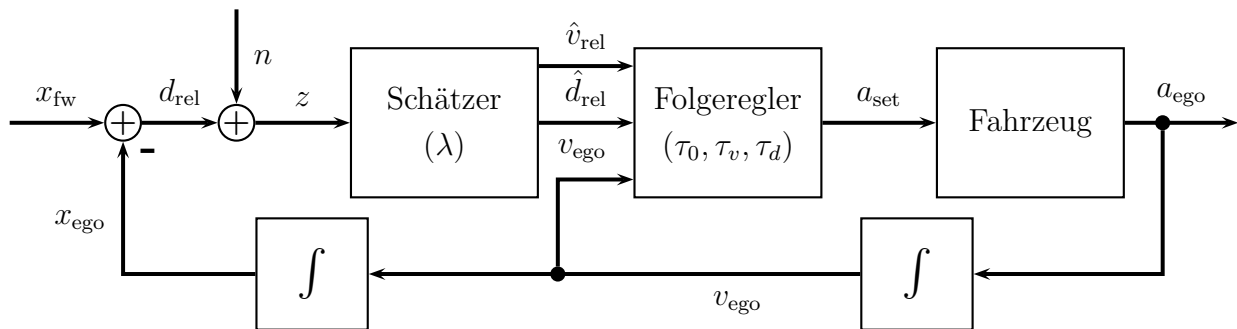 x_fw
+
-
d_rel
n
+
z
Schätzer
(λ)
v̂_rel
d̂_rel
v_ego
Folgeregler
(τ_0, τ_v, τ_d)
a_set
Fahrzeug
a_ego
x_ego
∫
v_ego
∫